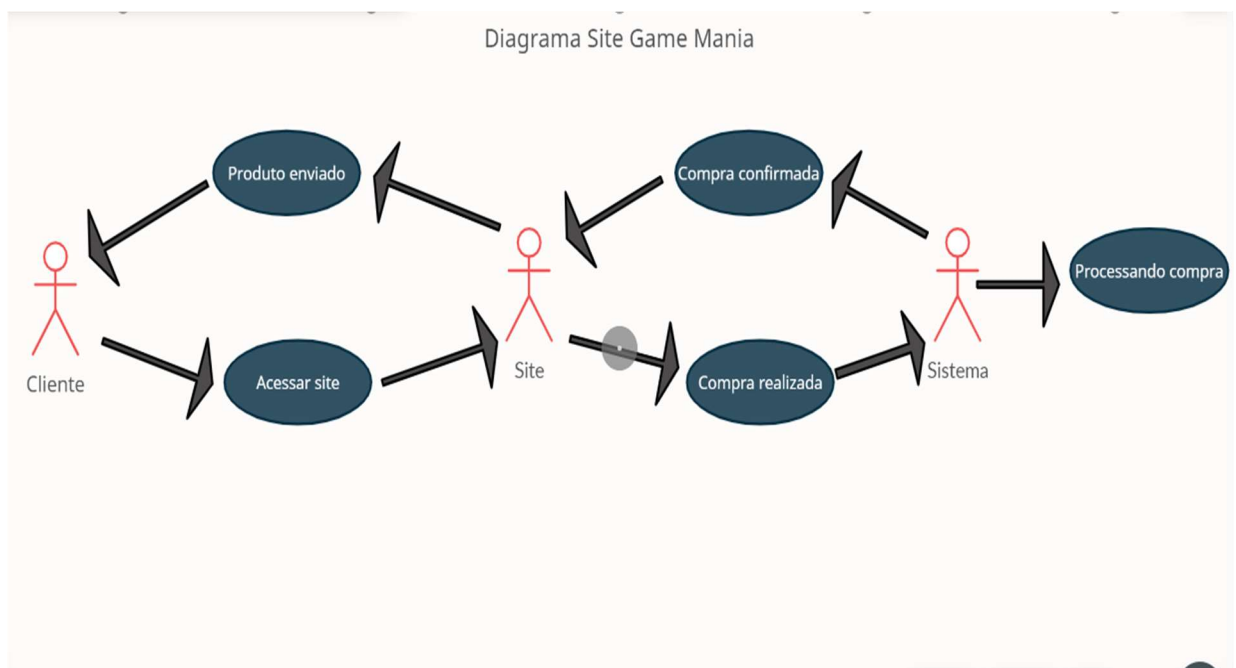 Diagrama Site Game Mania
Produto enviado
Compra confirmada
Processando compra
Cliente
Acessar site
Site
Compra realizada
Sistema